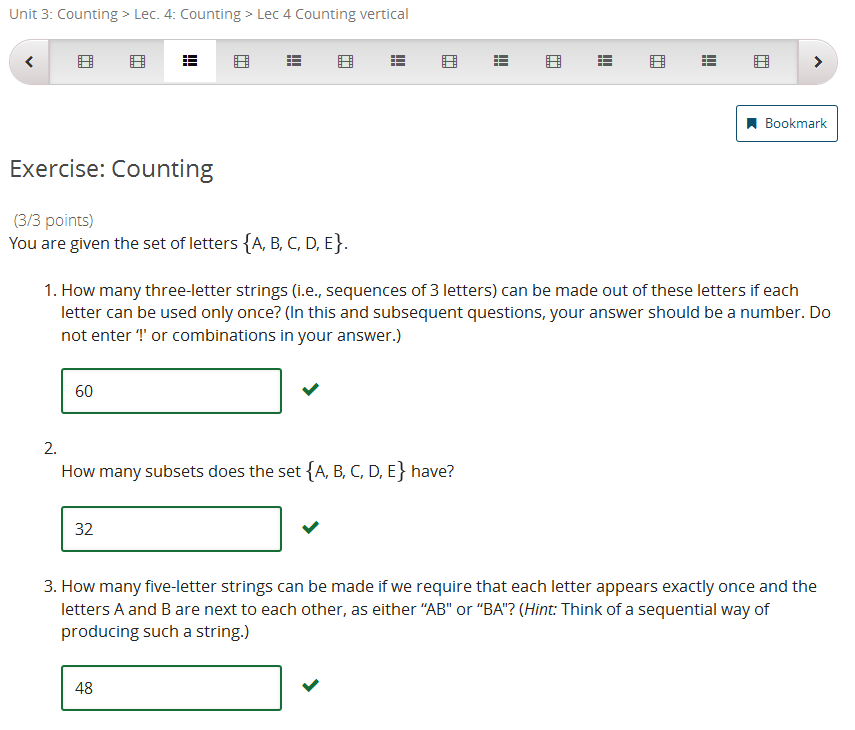 Unit 3: Counting > Lec. 4: Counting > Lec 4 Counting vertical
Bookmark
Exercise: Counting
(3/3 points)
You are given the set of letters {A, B, C, D, E}.
1. How many three-letter strings (i.e., sequences of 3 letters) can be made out of these letters if each
letter can be used only once? (In this and subsequent questions, your answer should be a number. Do
not enter '!' or combinations in your answer.)
60
2.
How many subsets does the set {A, B, C, D, E} have?
32
3. How many five-letter strings can be made if we require that each letter appears exactly once and the
letters A and B are next to each other, as either “AB" or “BA"? (Hint: Think of a sequential way of
producing such a string.)
48